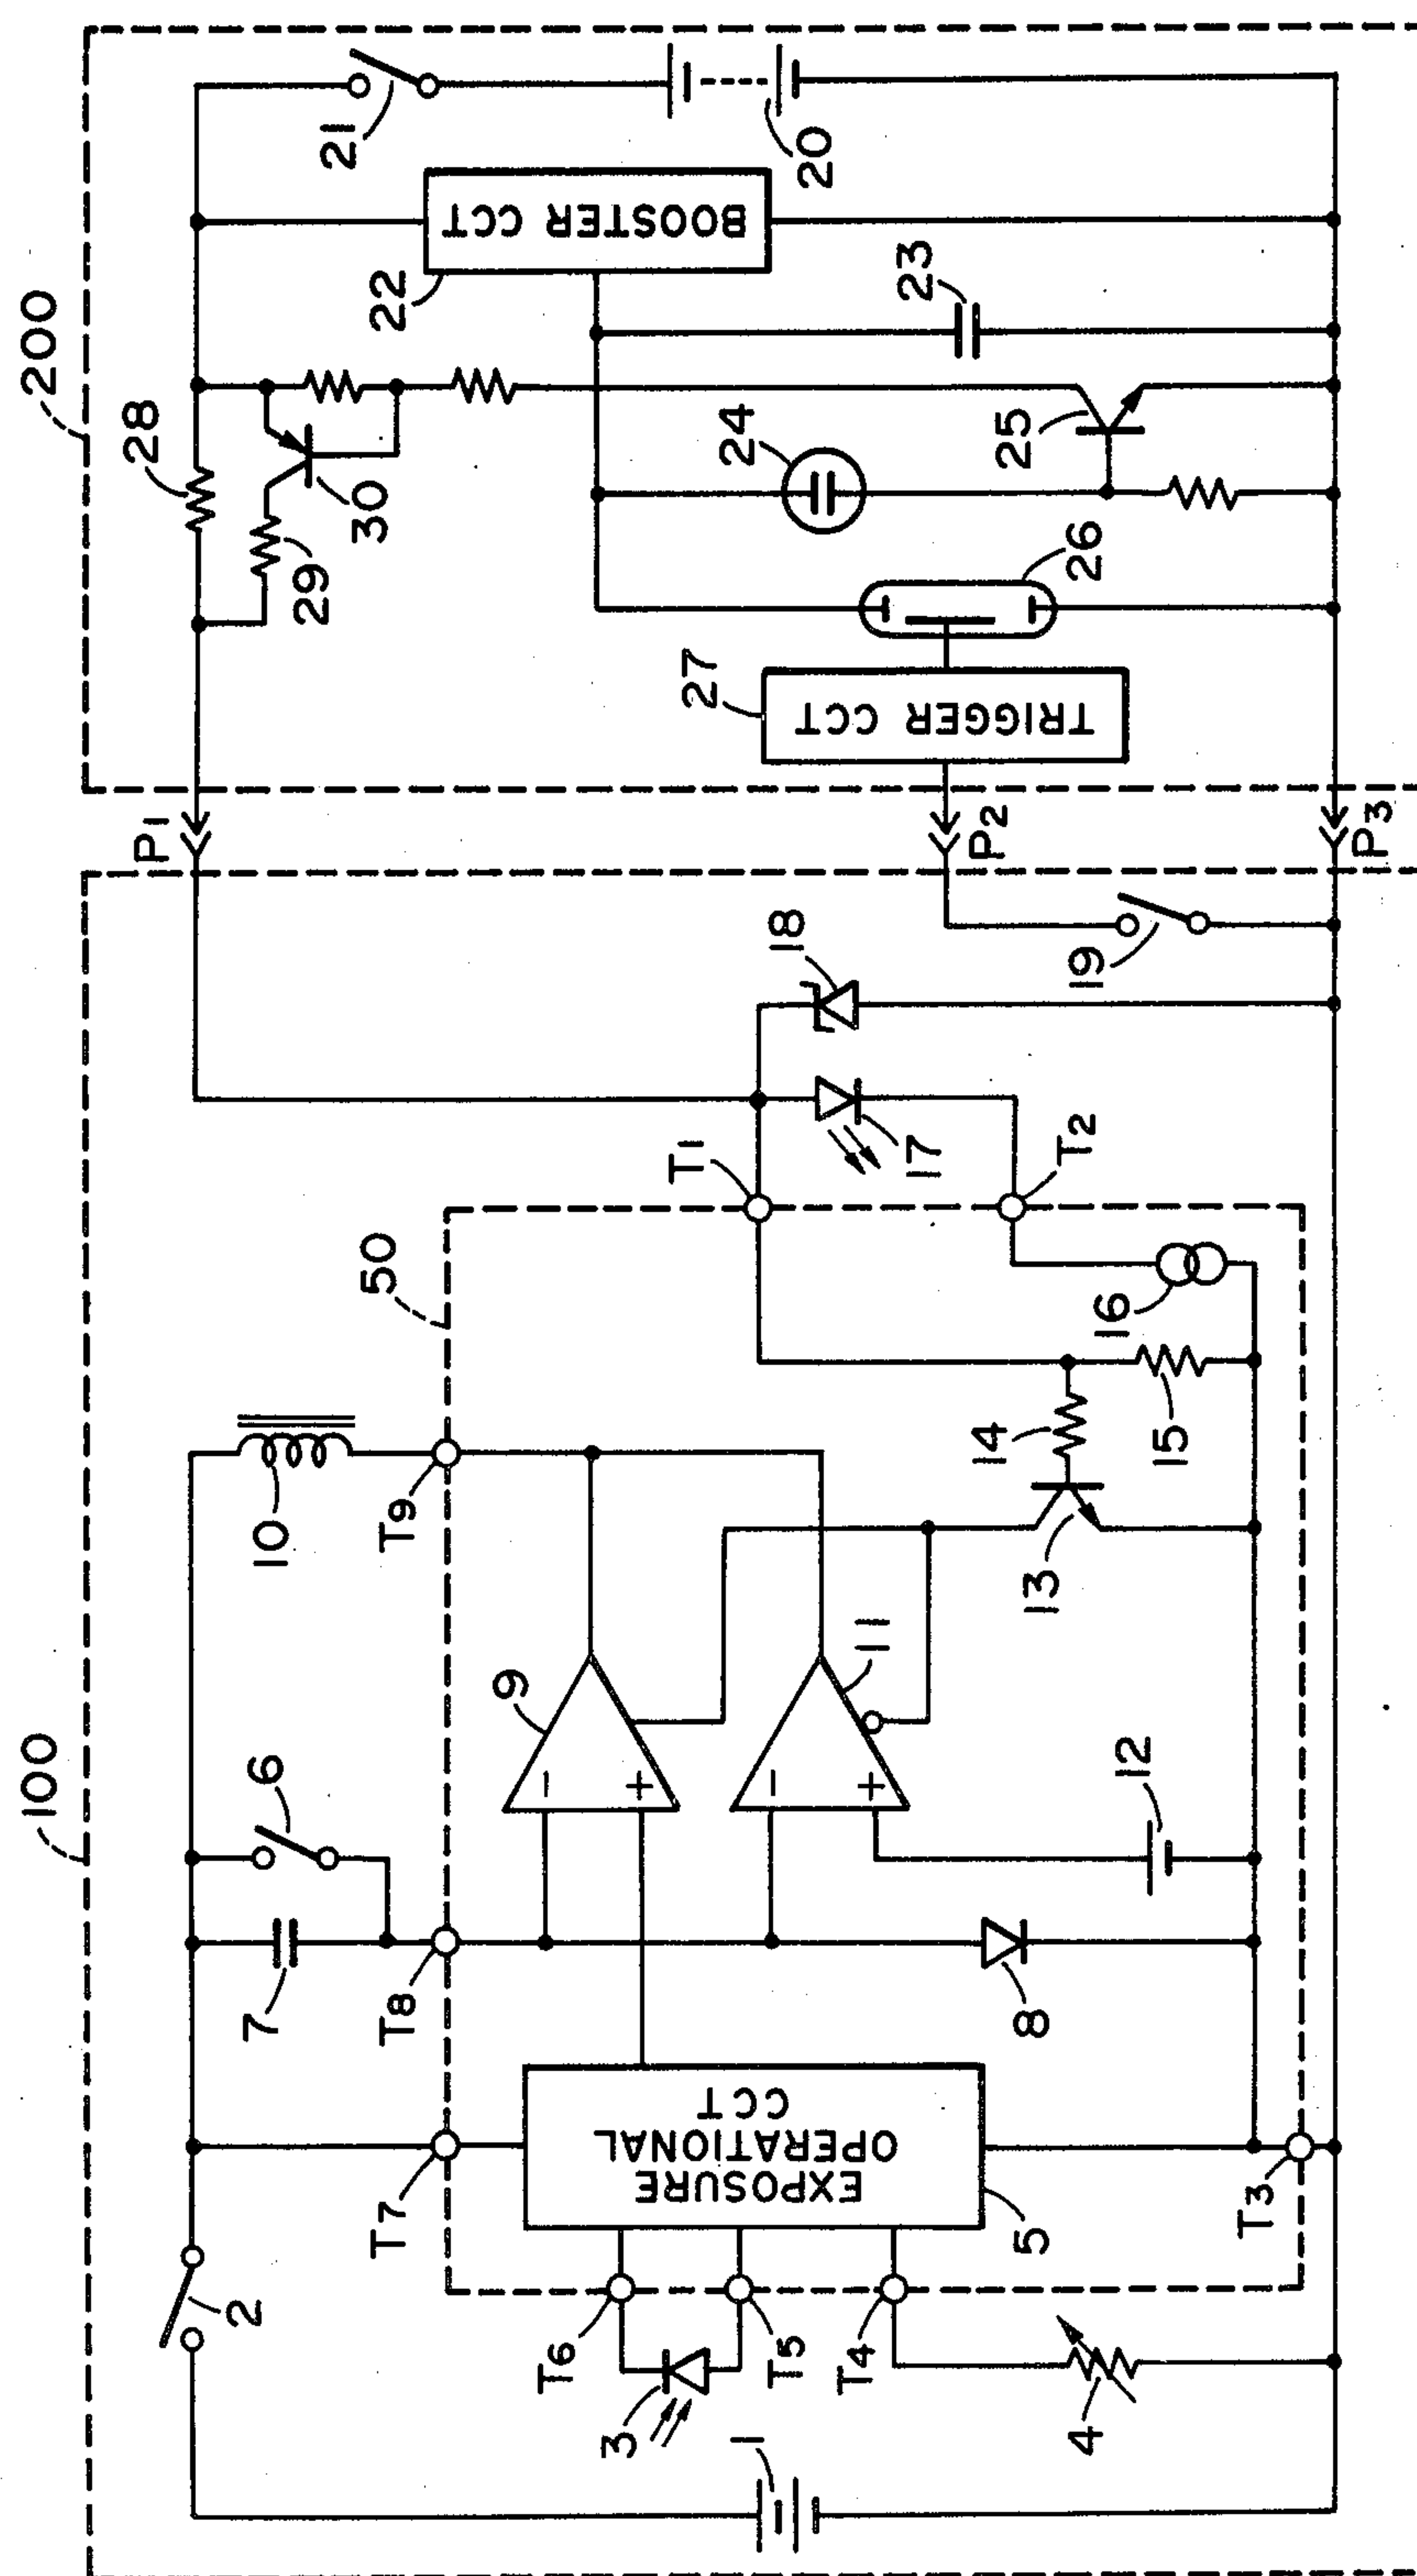 100
200
1
2
3
4
5
6
7
8
9
10
11
12
13
14
15
16
17
18
19
20
21
22
23
24
25
26
27
28
29
30
50
T1
T2
T3
T4
T5
T6
T7
T8
T9
P1
P2
P3
EXPOSURE
OPERATIONAL
CCT
TRIGGER CCT
BOOSTER CCT
−
+
−
+